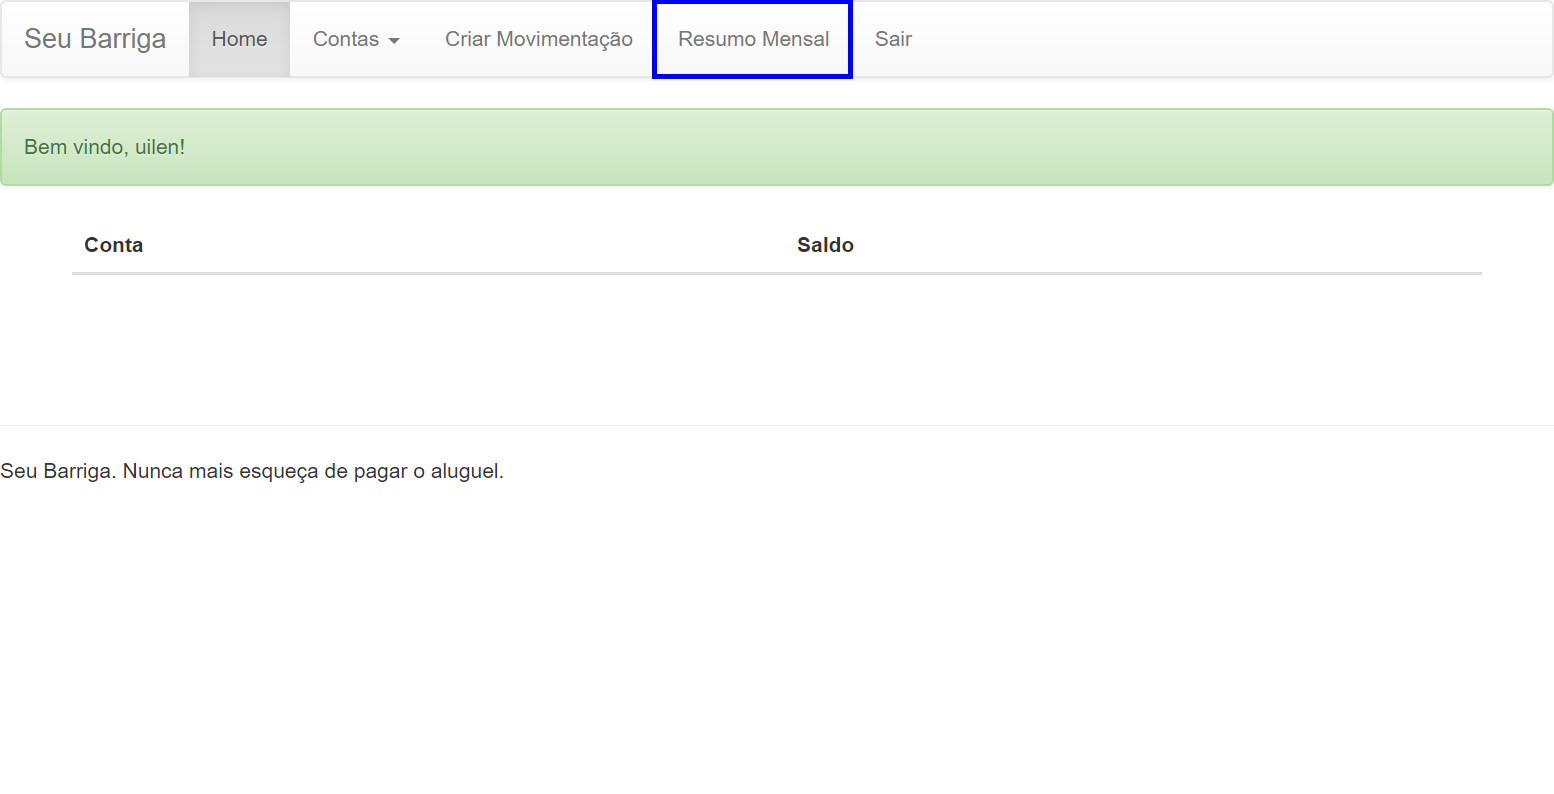 Seu Barriga Home Contas Criar Movimentação Resumo Mensal Sair
Bem vindo, uilen!
Conta Saldo
Seu Barriga. Nunca mais esqueça de pagar o aluguel.